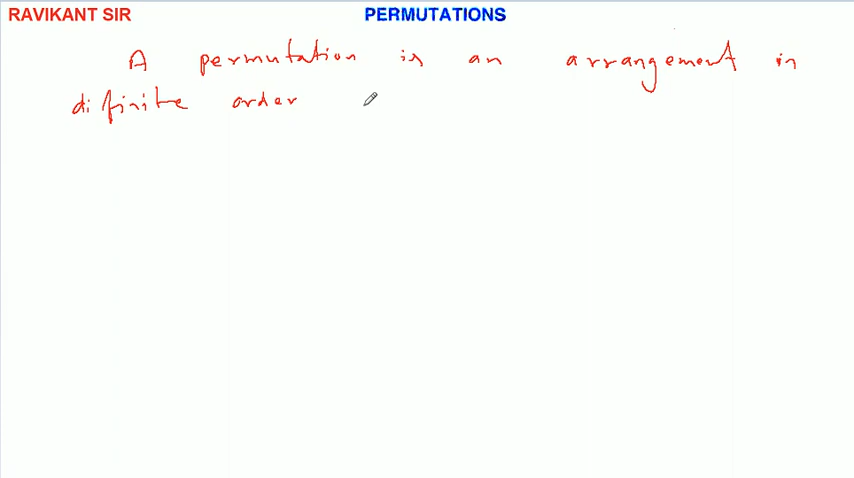 RAVIKANT SIR PERMUTATIONS
A permutation is an arrangement in
difinite order